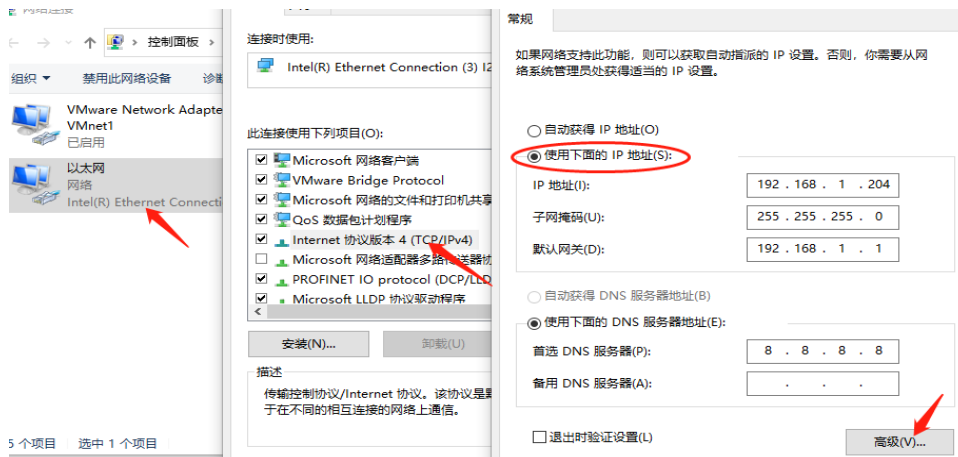 网络连接
控制面板
组织
禁用此网络设备
VMware Network Adapte
VMnet1
已启用
以太网
网络
Intel(R) Ethernet Connecti
5 个项目
选中 1 个项目
连接时使用:
Intel(R) Ethernet Connection (3) I2
此连接使用下列项目(O):
Microsoft 网络客户端
VMware Bridge Protocol
Microsoft 网络的文件和打印机共享
QoS 数据包计划程序
Internet 协议版本 4 (TCP/IPv4)
Microsoft 网络适配器多路传送器协
PROFINET IO protocol (DCP/LLD
Microsoft LLDP 协议驱动程序
安装(N)...
卸载(U)
描述
传输控制协议/Internet 协议。该协议是
于在不同的相互连接的网络上通信。
常规
如果网络支持此功能，则可以获取自动指派的 IP 设置。否则，你需要从网
络系统管理员处获得适当的 IP 设置。
自动获得 IP 地址(O)
使用下面的 IP 地址(S):
IP 地址(I):
192 . 168 . 1 . 204
子网掩码(U):
255 . 255 . 255 . 0
默认网关(D):
192 . 168 . 1 . 1
自动获得 DNS 服务器地址(B)
使用下面的 DNS 服务器地址(E):
首选 DNS 服务器(P):
8 . 8 . 8 . 8
备用 DNS 服务器(A):
. . .
退出时验证设置(L)
高级(V)...